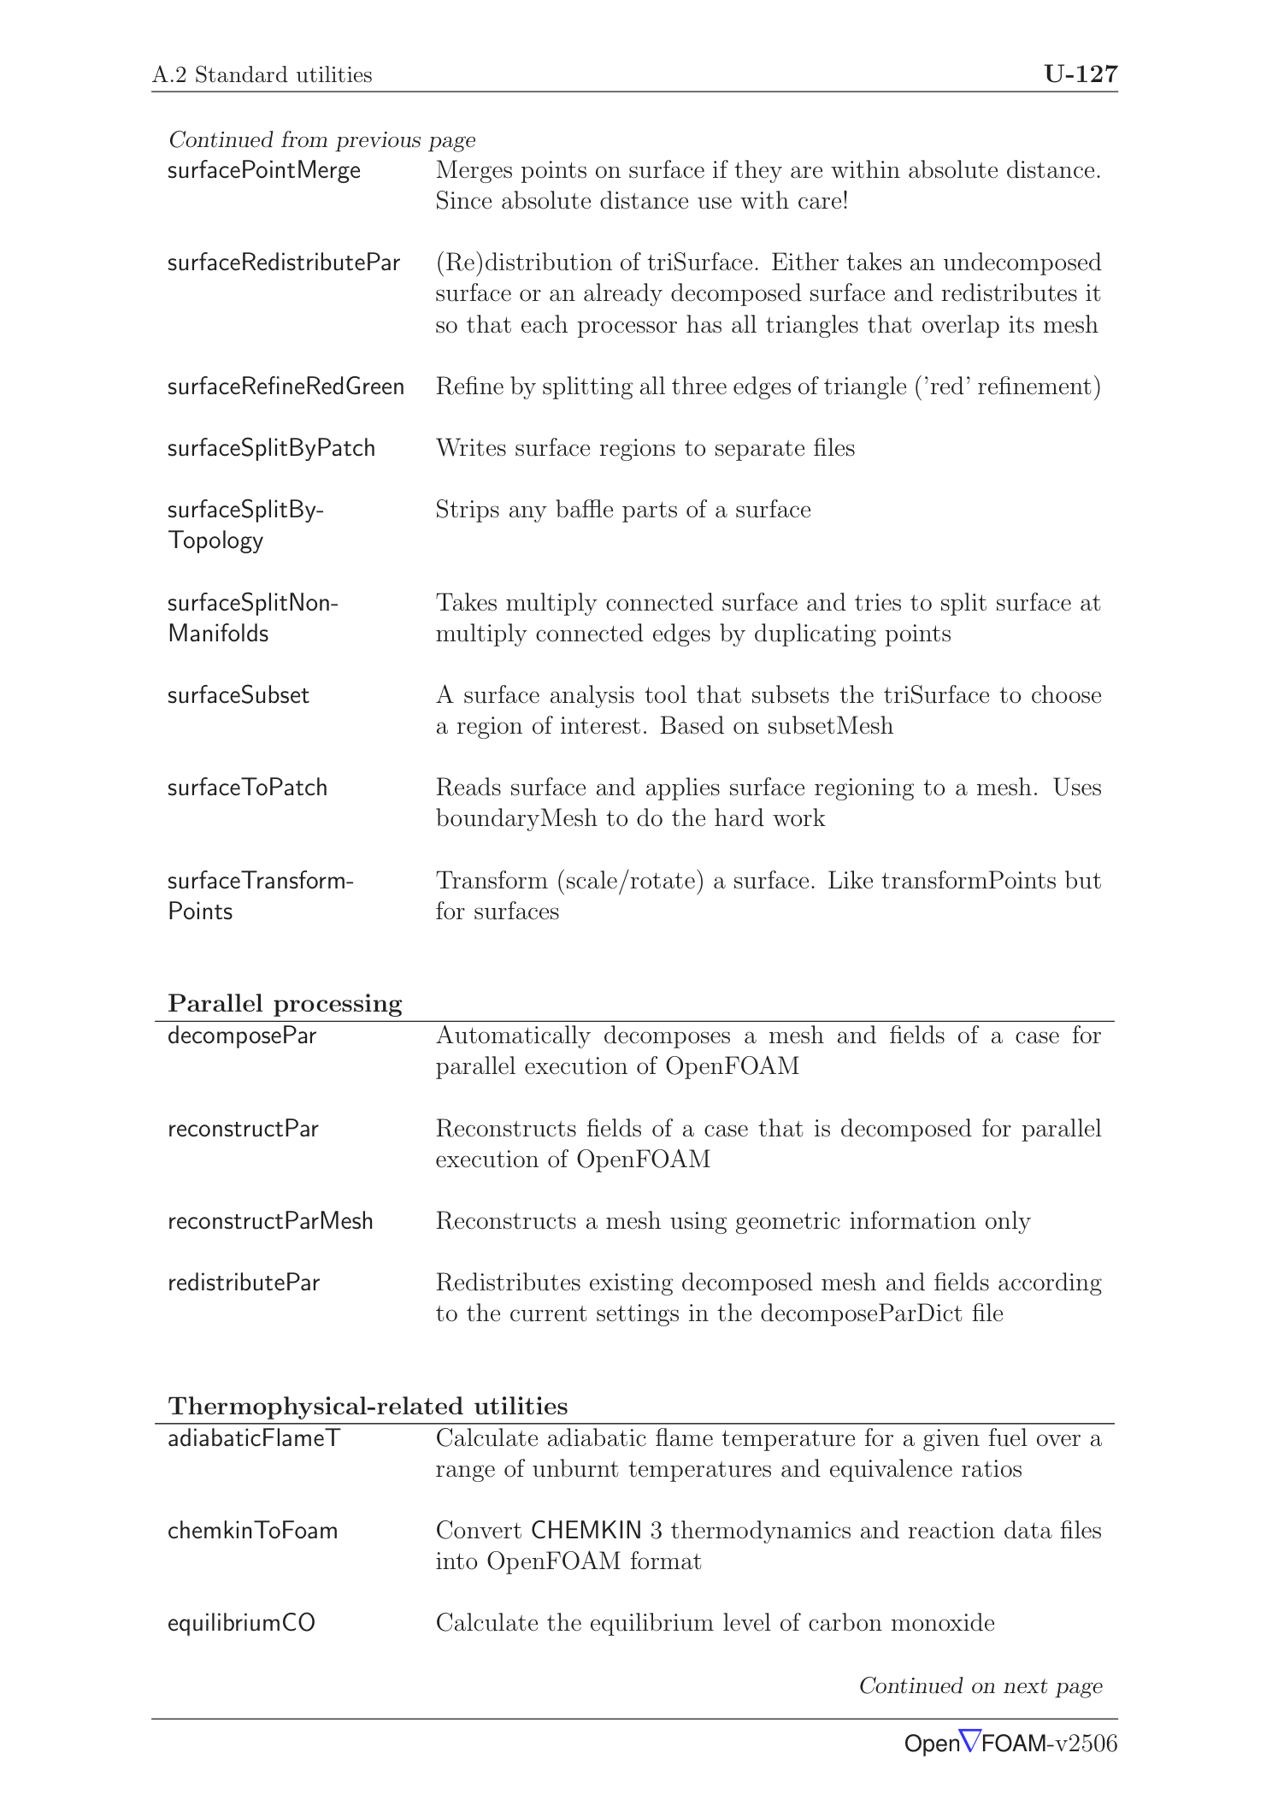 A.2 Standard utilities U-127
Continued from previous page
surfacePointMerge Merges points on surface if they are within absolute distance.
Since absolute distance use with care!
surfaceRedistributePar (Re)distribution of triSurface. Either takes an undecomposed
surface or an already decomposed surface and redistributes it
so that each processor has all triangles that overlap its mesh
surfaceRefineRedGreen Refine by splitting all three edges of triangle ('red' refinement)
surfaceSplitByPatch Writes surface regions to separate files
surfaceSplitBy- Strips any baffle parts of a surface
Topology
surfaceSplitNon- Takes multiply connected surface and tries to split surface at
Manifolds multiply connected edges by duplicating points
surfaceSubset A surface analysis tool that subsets the triSurface to choose
a region of interest. Based on subsetMesh
surfaceToPatch Reads surface and applies surface regioning to a mesh. Uses
boundaryMesh to do the hard work
surfaceTransform- Transform (scale/rotate) a surface. Like transformPoints but
Points for surfaces
Parallel processing
decomposePar Automatically decomposes a mesh and fields of a case for
parallel execution of OpenFOAM
reconstructPar Reconstructs fields of a case that is decomposed for parallel
execution of OpenFOAM
reconstructParMesh Reconstructs a mesh using geometric information only
redistributePar Redistributes existing decomposed mesh and fields according
to the current settings in the decomposeParDict file
Thermophysical-related utilities
adiabaticFlameT Calculate adiabatic flame temperature for a given fuel over a
range of unburnt temperatures and equivalence ratios
chemkinToFoam Convert CHEMKIN 3 thermodynamics and reaction data files
into OpenFOAM format
equilibriumCO Calculate the equilibrium level of carbon monoxide
Continued on next page
Open∇FOAM-v2506